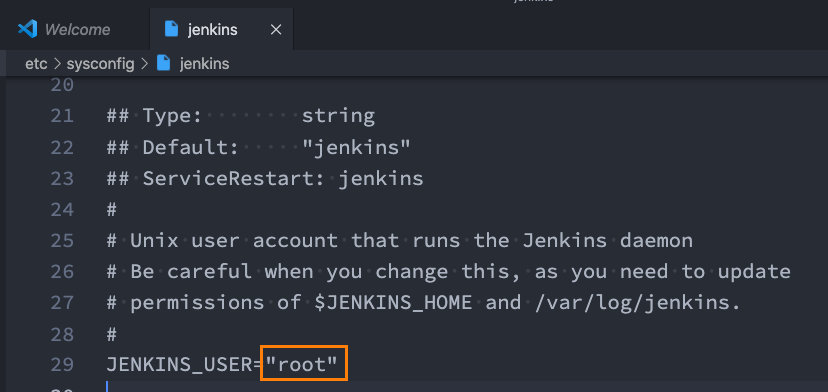 jenkins
Welcome
jenkins
etc > sysconfig > jenkins
20
21 ## Type:        string
22 ## Default:     "jenkins"
23 ## ServiceRestart: jenkins
24 #
25 # Unix user account that runs the Jenkins daemon
26 # Be careful when you change this, as you need to update
27 # permissions of $JENKINS_HOME and /var/log/jenkins.
28 #
29 JENKINS_USER="root"